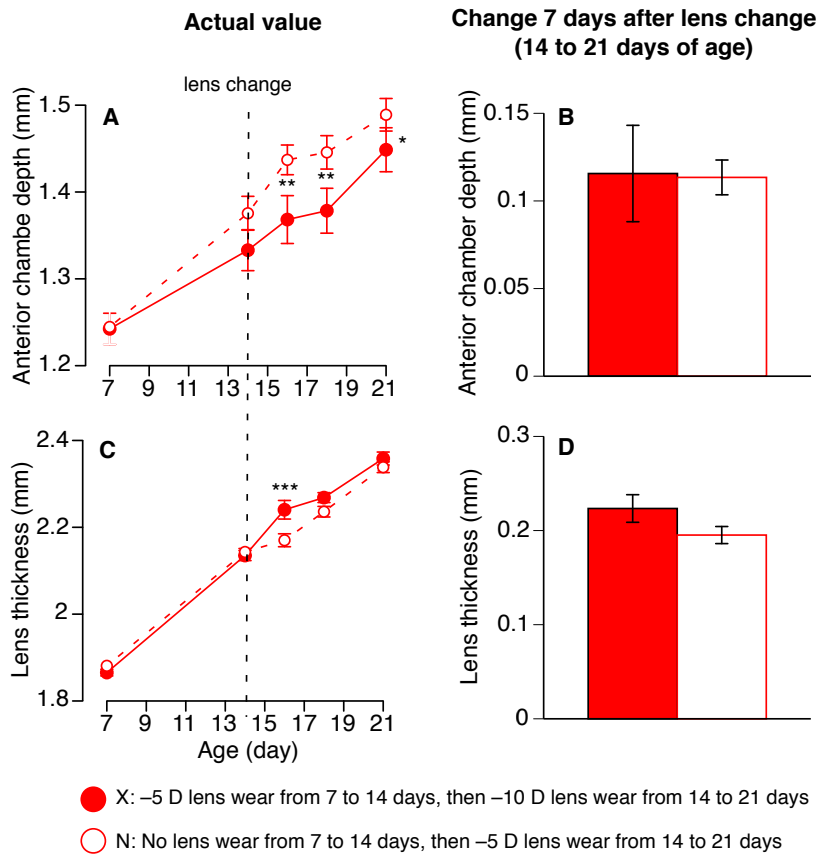 Actual value
Change 7 days after lens change
(14 to 21 days of age)
lens change
A
Anterior chambe depth (mm)
1.5
1.4
1.3
1.2
**
**
*
7 9 11 13 15 17 19 21
B
Anterior chamber depth (mm)
0.15
0.1
0.05
0
C
Lens thickness (mm)
2.4
2.2
2
1.8
***
7 9 11 13 15 17 19 21
Age (day)
D
Lens thickness (mm)
0.3
0.2
0.1
0
X: –5 D lens wear from 7 to 14 days, then –10 D lens wear from 14 to 21 days
N: No lens wear from 7 to 14 days, then –5 D lens wear from 14 to 21 days